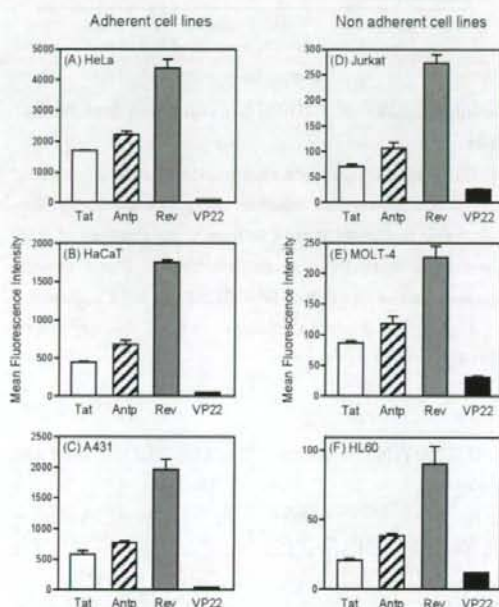 Adherent cell lines
Non adherent cell lines
Mean Fluorescence Intensity
(A) HeLa
5000
4000
3000
2000
1000
0
Tat Antp Rev VP22
(B) HaCaT
2000
1500
1000
500
0
Tat Antp Rev VP22
(C) A431
2500
2000
1500
1000
500
0
Tat Antp Rev VP22
Mean Fluorescence Intensity
(D) Jurkat
300
250
200
150
100
50
0
Tat Antp Rev VP22
(E) MOLT-4
250
200
150
100
50
0
Tat Antp Rev VP22
(F) HL60
100
50
0
Tat Antp Rev VP22